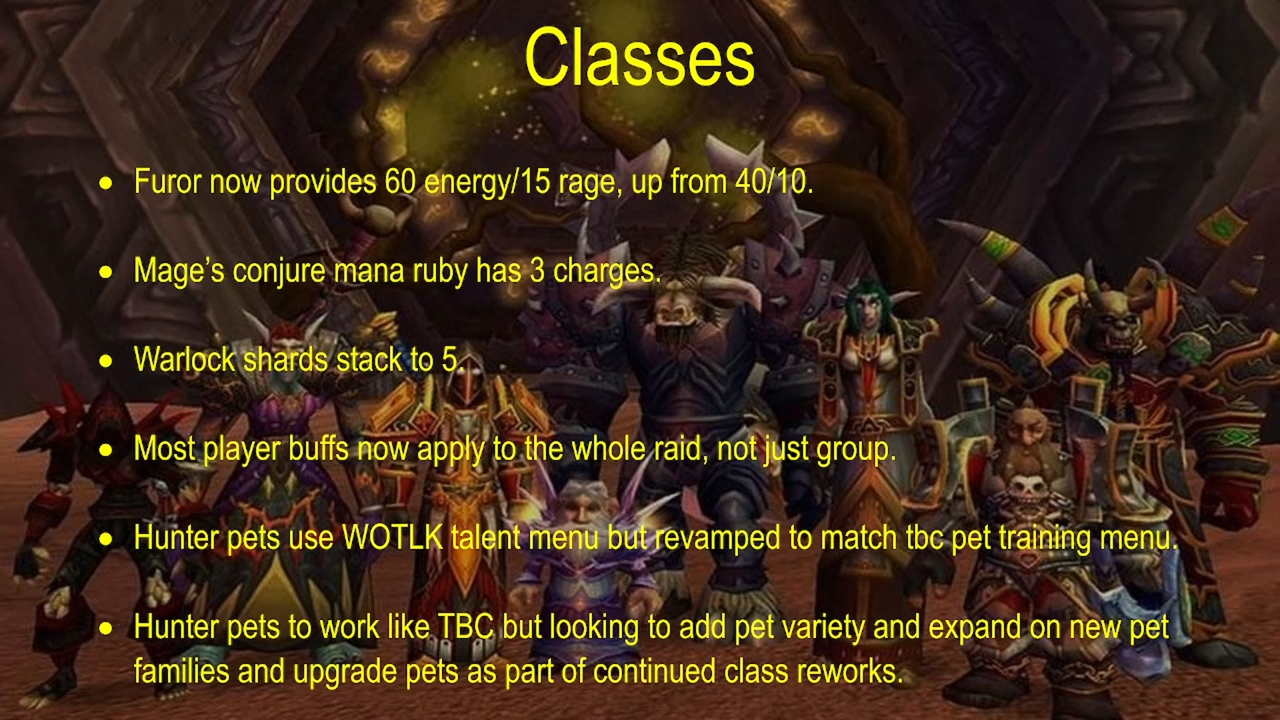 Classes
• Furor now provides 60 energy/15 rage, up from 40/10.
• Mage’s conjure mana ruby has 3 charges.
• Warlock shards stack to 5.
• Most player buffs now apply to the whole raid, not just group.
• Hunter pets use WOTLK talent menu but revamped to match tbc pet training menu.
• Hunter pets to work like TBC but looking to add pet variety and expand on new pet
families and upgrade pets as part of continued class reworks.